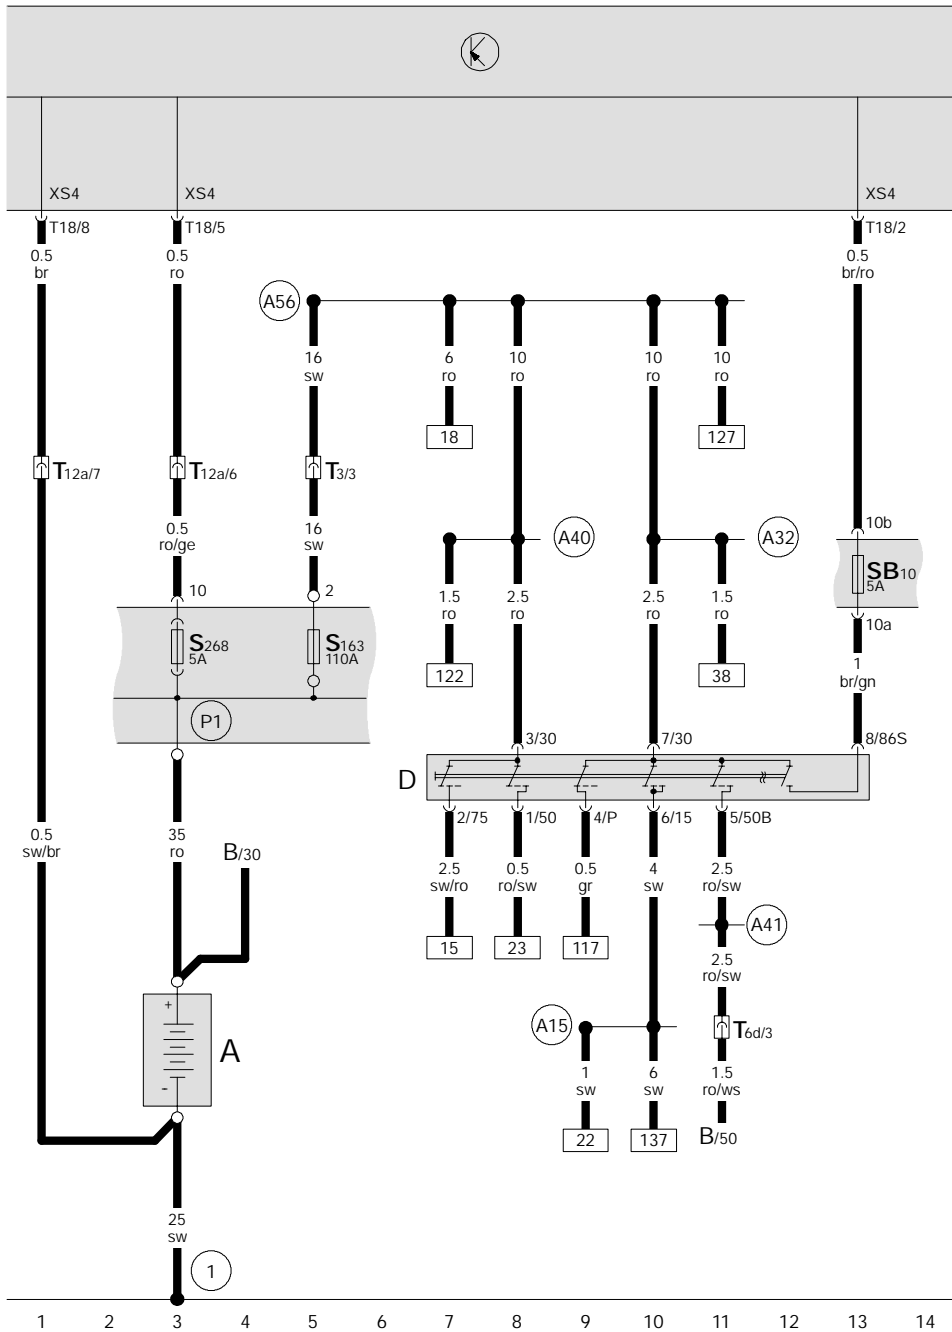 XS4 XS4 XS4
T18/8 T18/5 T18/2
0.5 0.5 0.5
br ro br/ro
A56
16 6 10 10 10
sw ro ro ro ro
18 127
T12a/7 T12a/6 T3/3
0.5 16 10b
ro/ge sw A40 A32
SB10
5A
10 2 1.5 2.5 2.5 1.5
ro ro ro ro
10a
S268 S163
5A 110A
122 38
1
br/gn
P1
3/30 7/30 8/86S
D
2/75 1/50 4/P 6/15 5/50B
0.5 35
sw/br ro
B/30
2.5 0.5 0.5 4 2.5
sw/ro ro/sw gr sw ro/sw
A41
15 23 117
2.5
ro/sw
+
A15
T6d/3
A
-
1 6 1.5
sw sw ro/ws
22 137 B/50
25
sw
1
1 2 3 4 5 6 7 8 9 10 11 12 13 14